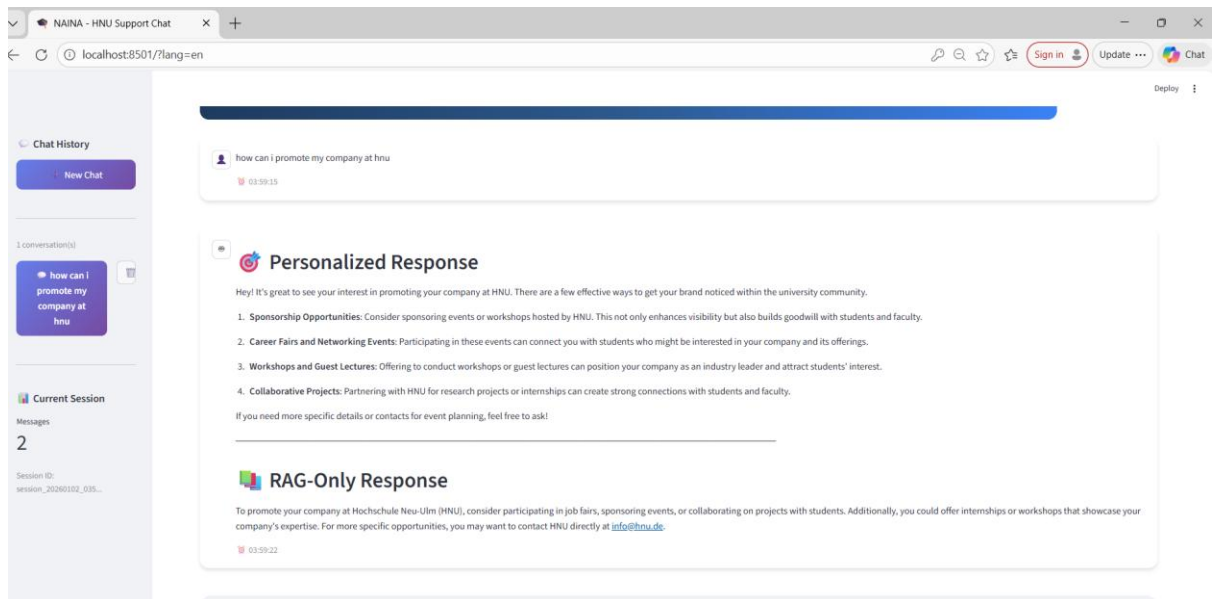 NAINA - HNU Support Chat
localhost:8501/?lang=en
Sign in
Update
Chat
Deploy
Chat History
New Chat
1 conversation(s)
how can i
promote my
company at
hnu
Current Session
Messages
2
Session ID:
session_20260102_035...
how can i promote my company at hnu
03:59:15
Personalized Response
Hey! It's great to see your interest in promoting your company at HNU. There are a few effective ways to get your brand noticed within the university community.
1. Sponsorship Opportunities: Consider sponsoring events or workshops hosted by HNU. This not only enhances visibility but also builds goodwill with students and faculty.
2. Career Fairs and Networking Events: Participating in these events can connect you with students who might be interested in your company and its offerings.
3. Workshops and Guest Lectures: Offering to conduct workshops or guest lectures can position your company as an industry leader and attract students' interest.
4. Collaborative Projects: Partnering with HNU for research projects or internships can create strong connections with students and faculty.
If you need more specific details or contacts for event planning, feel free to ask!
RAG-Only Response
To promote your company at Hochschule Neu-Ulm (HNU), consider participating in job fairs, sponsoring events, or collaborating on projects with students. Additionally, you could offer internships or workshops that showcase your
company's expertise. For more specific opportunities, you may want to contact HNU directly at info@hnu.de.
03:59:22